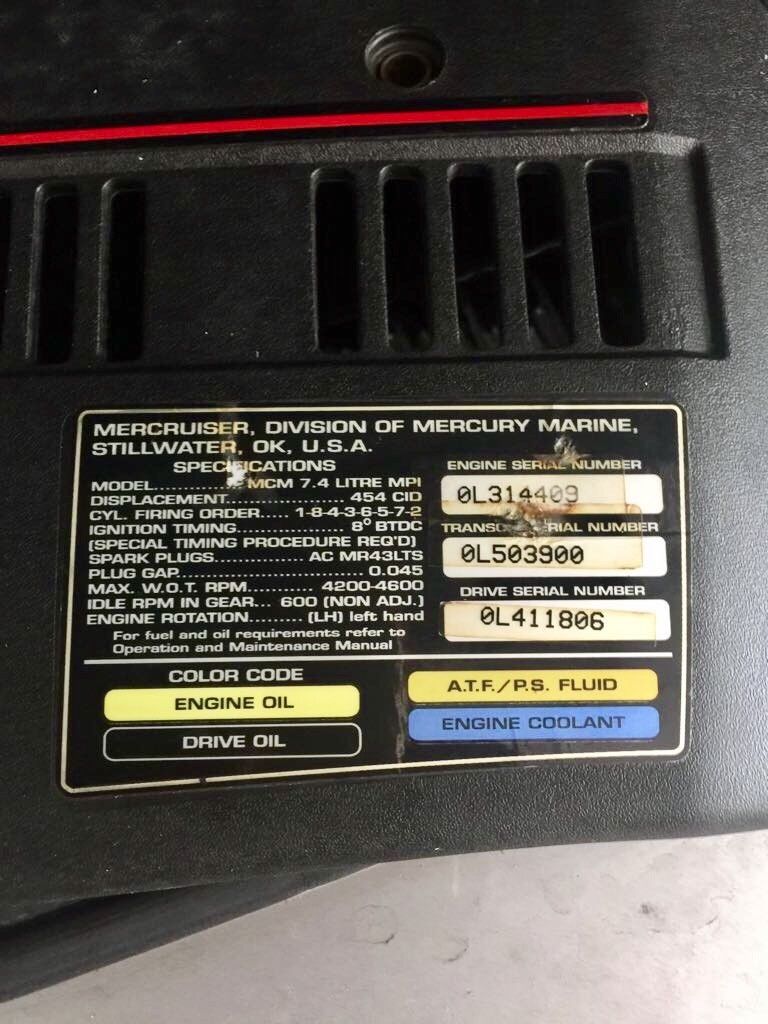 MERCRUISER, DIVISION OF MERCURY MARINE,
STILLWATER, OK, U.S.A.
SPECIFICATIONS
MODEL..............MCM 7.4 LITRE MPI
DISPLACEMENT................. 454 CID
CYL. FIRING ORDER..... 1-8-4-3-6-5-7-2
IGNITION TIMING................ 8° BTDC
(SPECIAL TIMING PROCEDURE REQ'D)
SPARK PLUGS............. AC MR43LTS
PLUG GAP........................... 0.045
MAX. W.O.T. RPM.......... 4200-4600
IDLE RPM IN GEAR... 600 (NON ADJ.)
ENGINE ROTATION......... (LH) left hand
For fuel and oil requirements refer to
Operation and Maintenance Manual
ENGINE SERIAL NUMBER
0L314409
SERIAL NUMBER
0L503900
DRIVE SERIAL NUMBER
0L411806
COLOR CODE
ENGINE OIL
DRIVE OIL
A.T.F./P.S. FLUID
ENGINE COOLANT